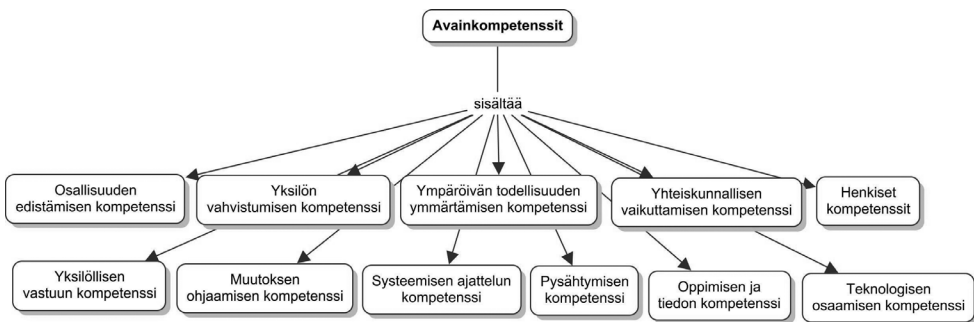 Avainkompetenssit
sisältää
Osallisuuden
edistämisen kompetenssi
Yksilön
vahvistumisen kompetenssi
Ympäröivän todellisuuden
ymmärtämisen kompetenssi
Yhteiskunnallisen
vaikuttamisen kompetenssi
Henkiset
kompetenssit
Yksilöllisen
vastuun kompetenssi
Muutoksen
ohjaamisen kompetenssi
Systeemisen ajattelun
kompetenssi
Pysähtymisen
kompetenssi
Oppimisen ja
tiedon kompetenssi
Teknologisen
osaamisen kompetenssi